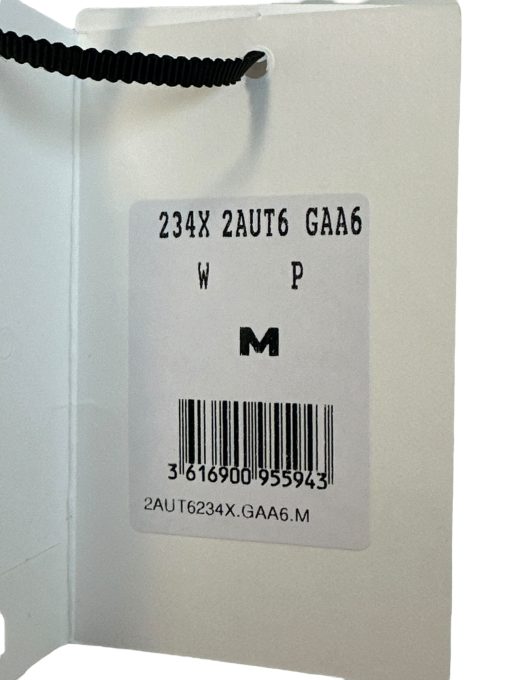 234X 2AUT6 GAA6
W P
M
3 616900 955943
2AUT6234X.GAA6.M